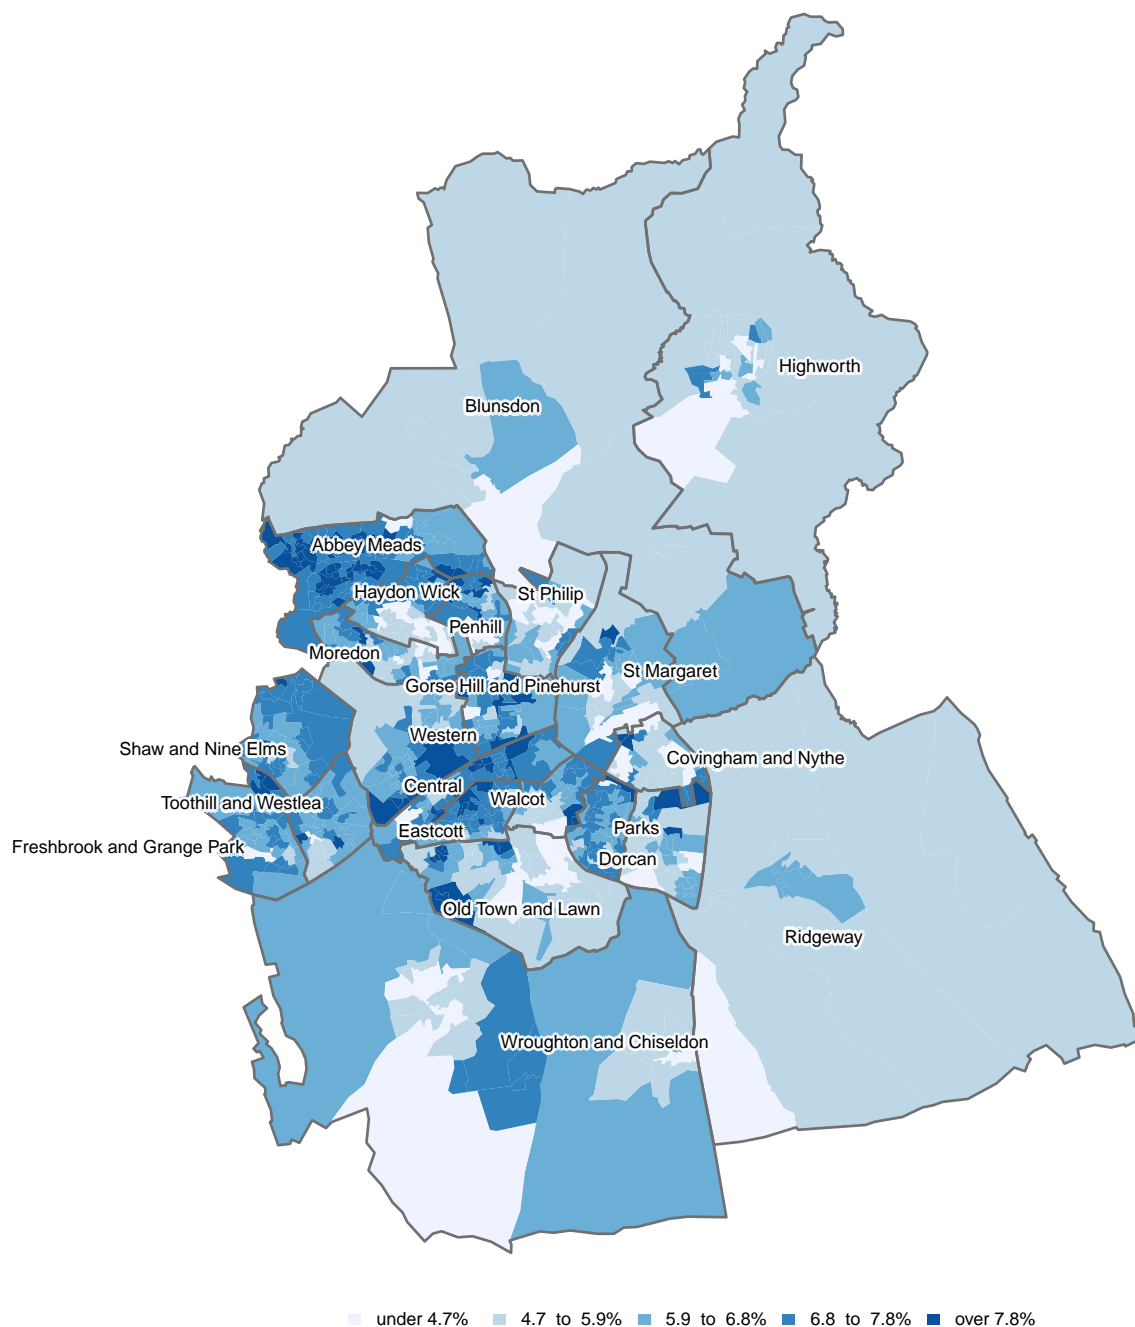 Highworth
Blunsdon
Abbey Meads
Haydon Wick
St Philip
Penhill
Moredon
St Margaret
Gorse Hill and Pinehurst
Western
Shaw and Nine Elms
Covingham and Nythe
Central
Walcot
Toothill and Westlea
Eastcott
Parks
Freshbrook and Grange Park
Dorcan
Old Town and Lawn
Ridgeway
Wroughton and Chiseldon
under 4.7% 4.7 to 5.9% 5.9 to 6.8% 6.8 to 7.8% over 7.8%